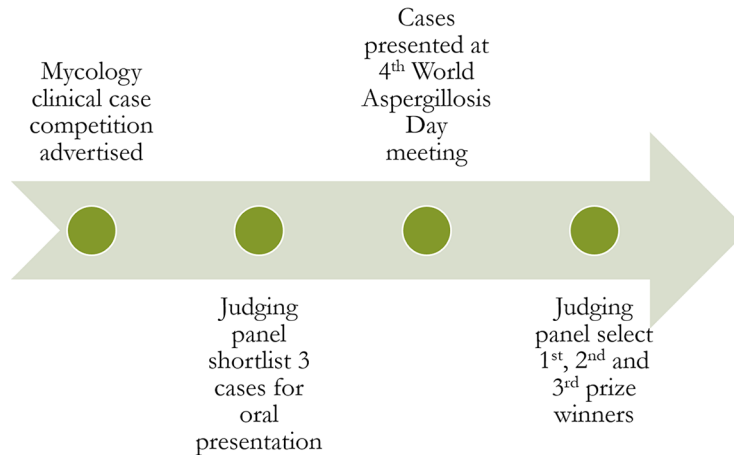 Mycology
clinical case
competition
advertised
Judging
panel
shortlist 3
cases for
oral
presentation
Cases
presented at
4th World
Aspergillosis
Day
meeting
Judging
panel select
1st, 2nd and
3rd prize
winners